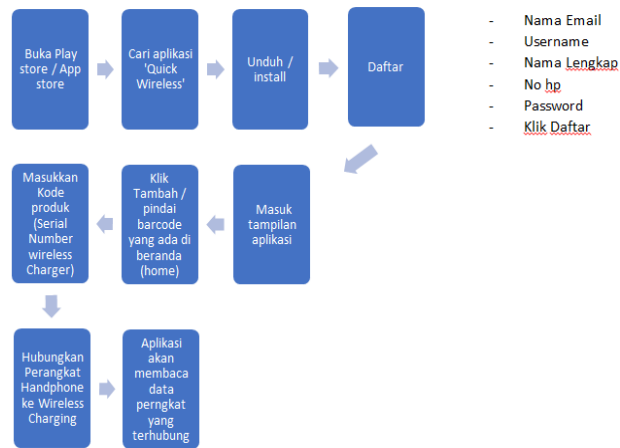 Buka Play
store / App
store
Cari aplikasi
'Quick
Wireless'
Unduh /
install
Daftar
- Nama Email
- Username
- Nama Lengkap
- No hp
- Password
- Klik Daftar
Masuk
tampilan
aplikasi
Klik
Tambah /
pindai
barcode
yang ada di
beranda
(home)
Masukkan
Kode
produk
(Serial
Number
wireless
Charger)
Hubungkan
Perangkat
Handphone
ke Wireless
Charging
Aplikasi
akan
membaca
data
perngkat
yang
terhubung